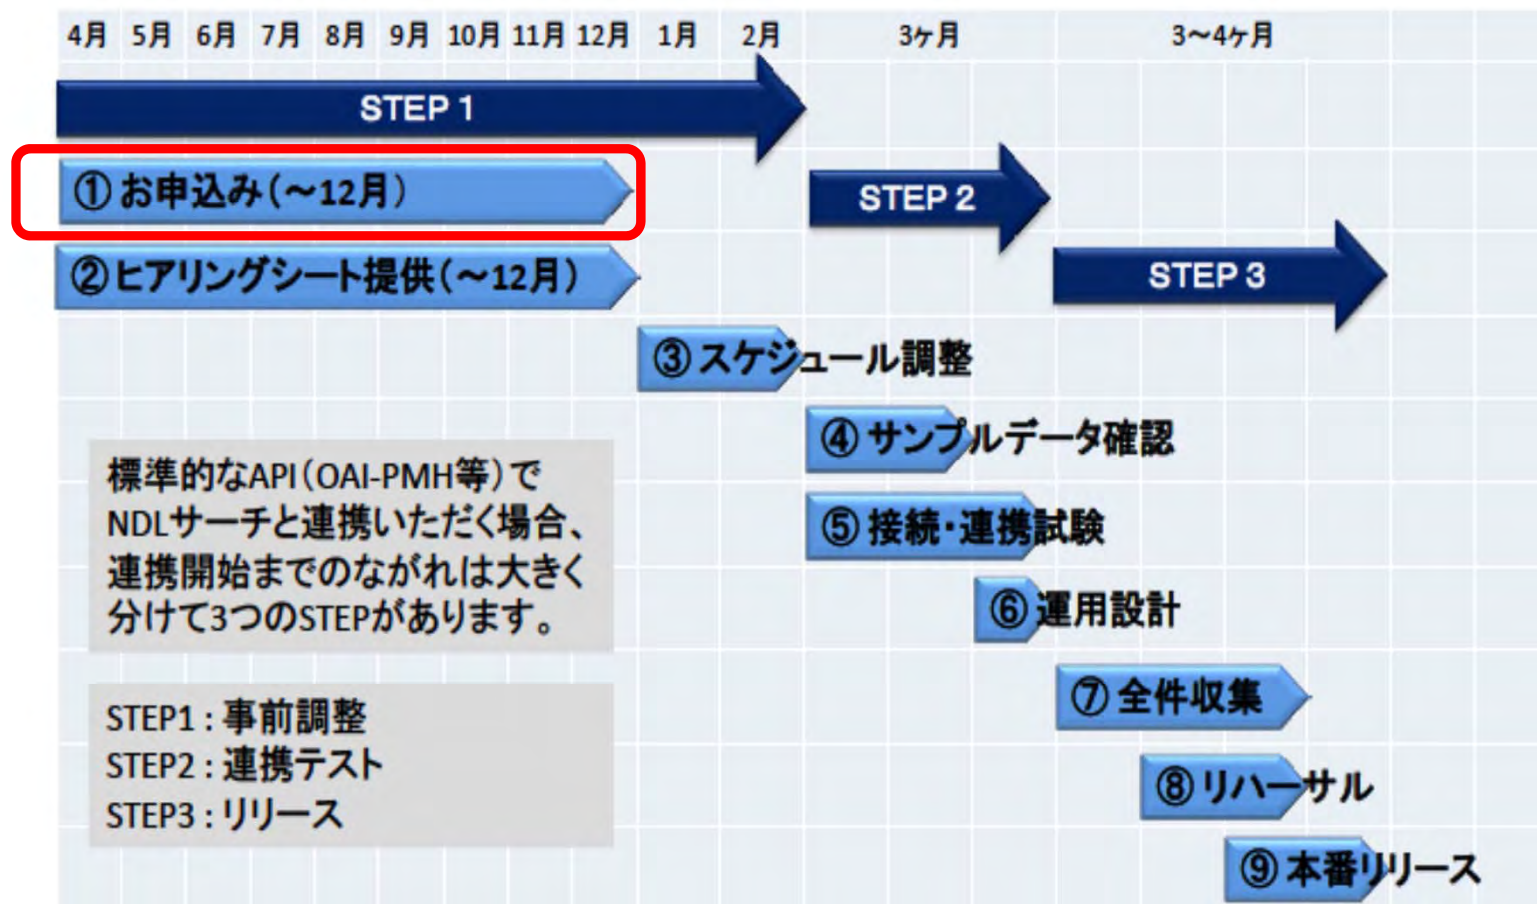 4月 5月 6月 7月 8月 9月 10月 11月 12月 1月 2月 3ケ月 3～4ケ月
STEP 1
① お申込み（～12月）
STEP 2
② ヒアリングシート提供（～12月）
STEP 3
③ スケジュール調整
④ サンプルデータ確認
⑤ 接続・連携試験
⑥ 運用設計
⑦ 全件収集
⑧ リハーサル
⑨ 本番リリース
標準的なAPI（OAI-PMH等）で
NDLサーチと連携いただく場合、
連携開始までのながれは大きく
分けて3つのSTEPがあります。
STEP1 : 事前調整
STEP2 : 連携テスト
STEP3 : リリース